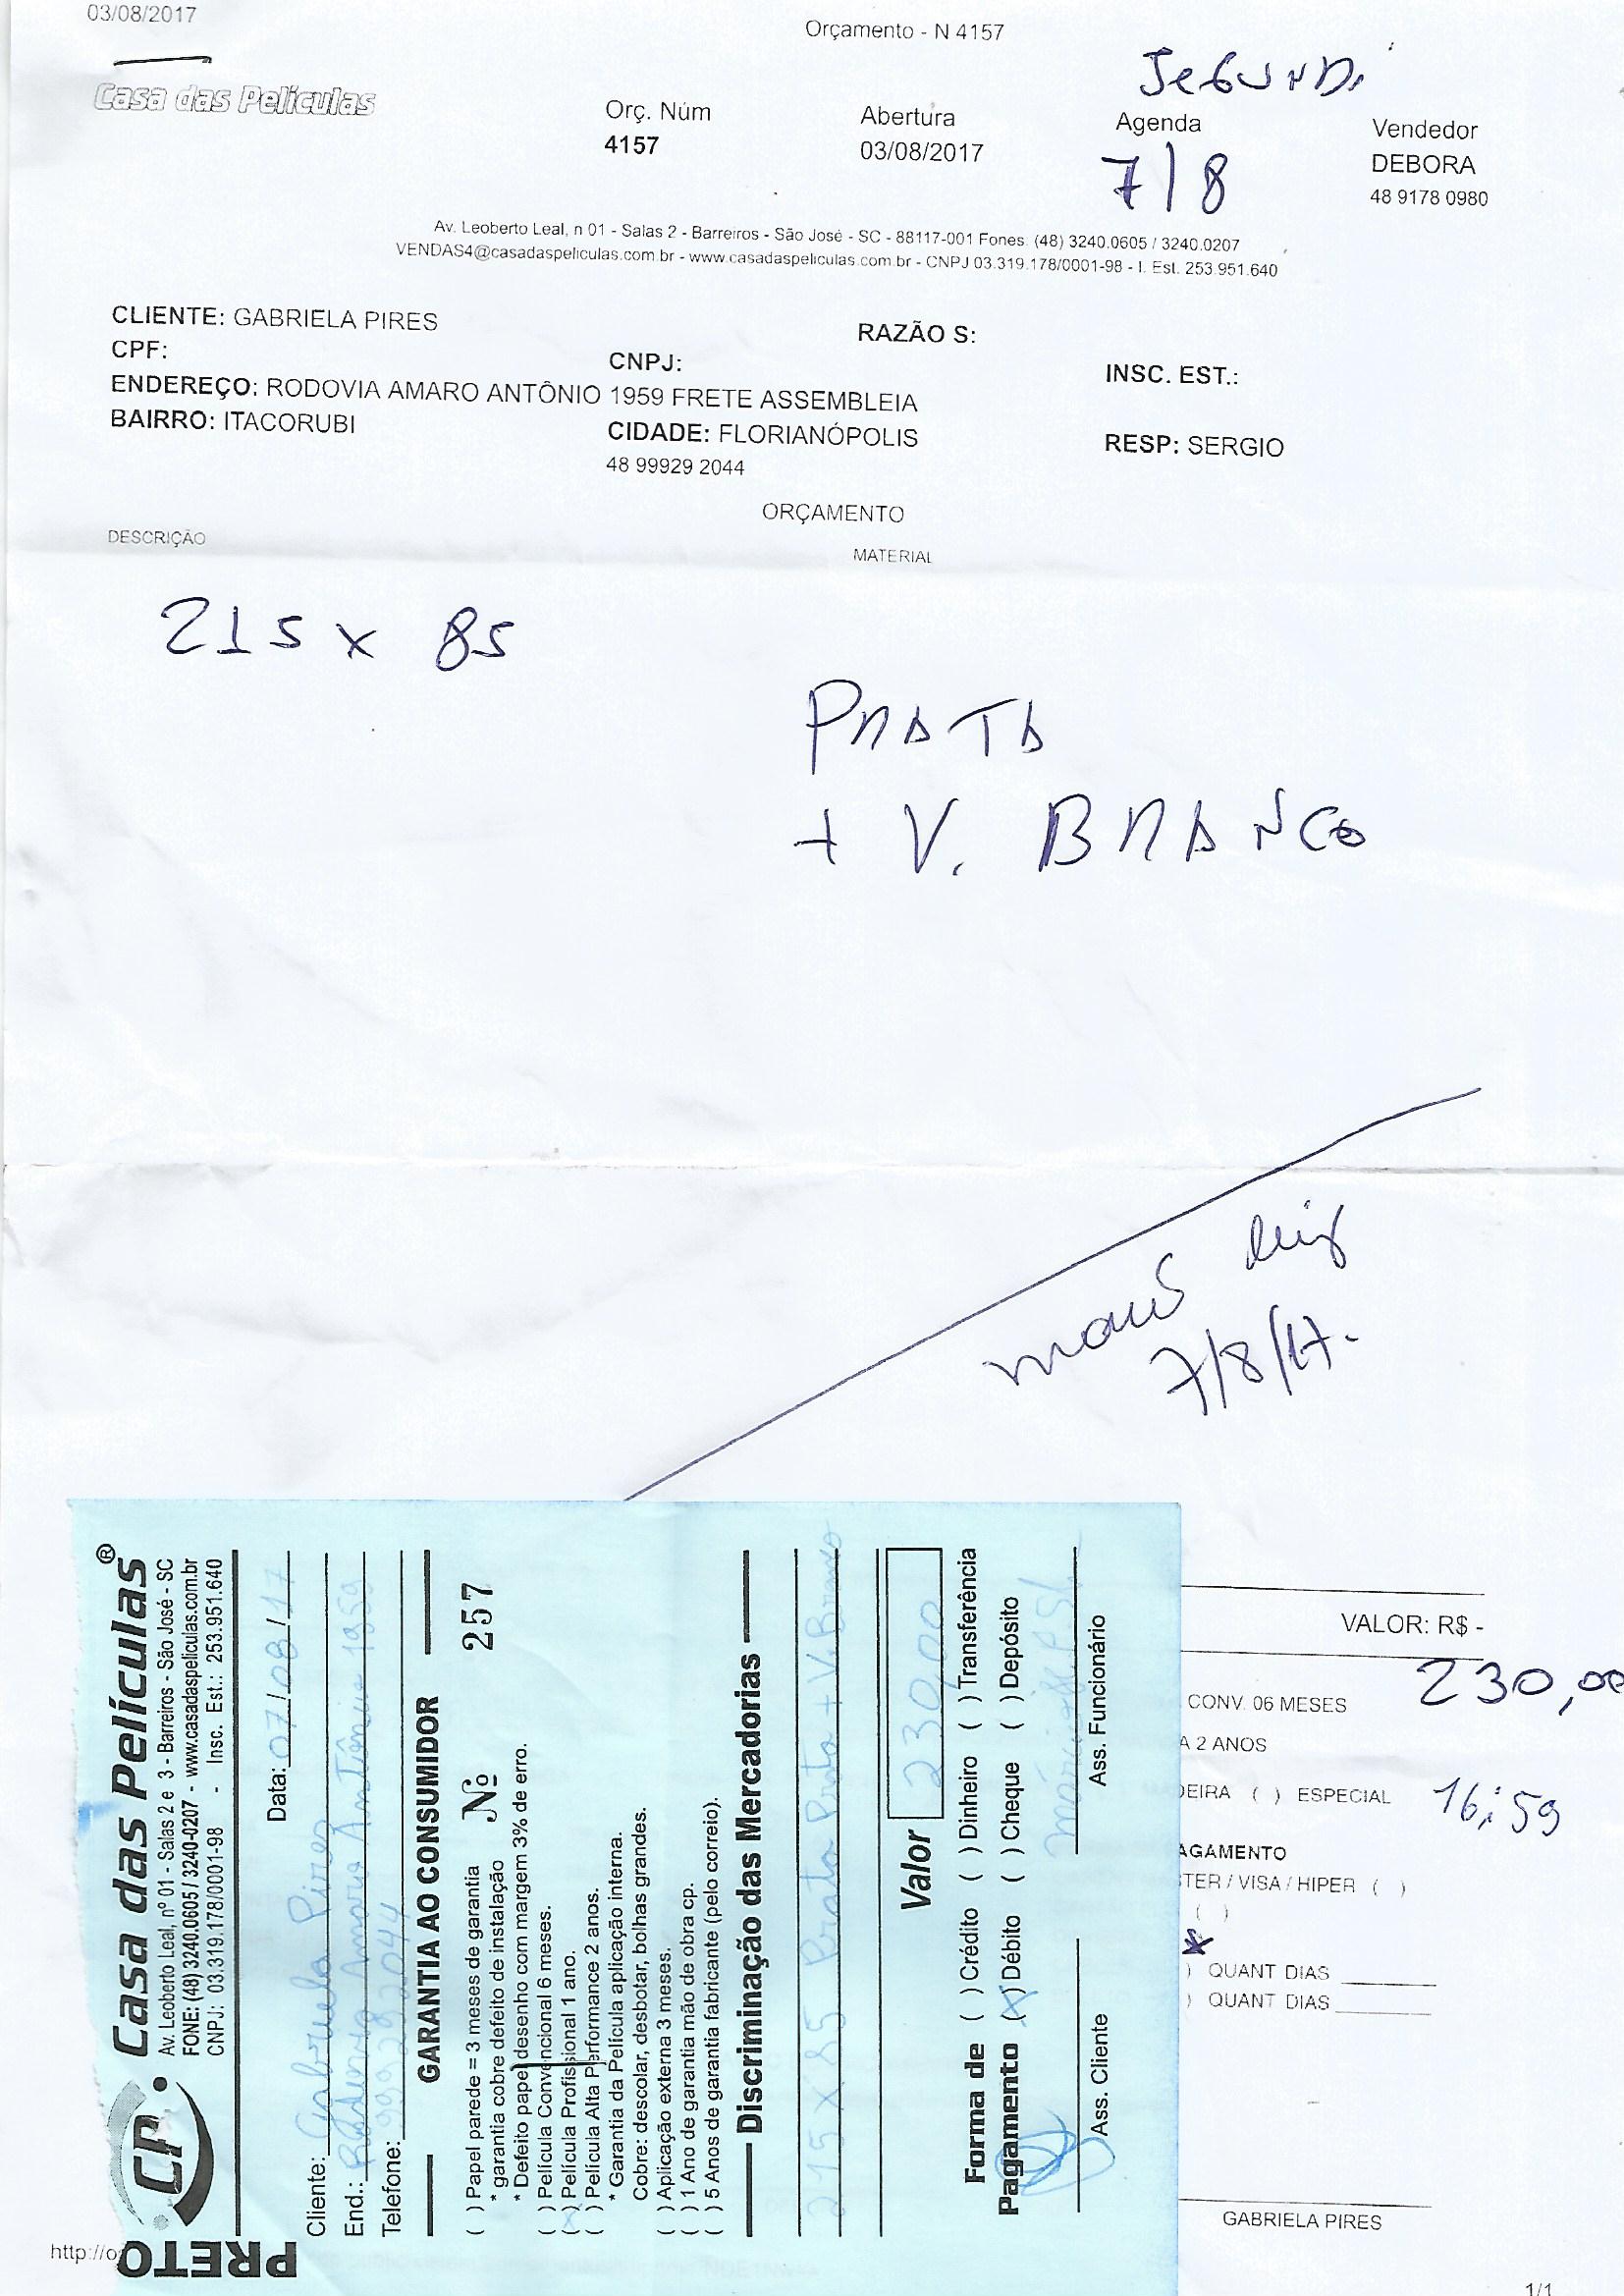 03/08/2017
Orçamento - N 4157
Casa das Películas
Orç. Núm
4157
Abertura
03/08/2017
SEGUNDA
Agenda
7/8
Vendedor
DEBORA
48 9178 0980
Av. Leoberto Leal, n 01 - Salas 2 - Barreiros - São José - SC - 88117-001 Fones: (48) 3240.0605 / 3240.0207
VENDAS4@casadaspeliculas.com.br - www.casadaspeliculas.com.br - CNPJ 03.319.178/0001-98 - I. Est. 253.951.640
CLIENTE: GABRIELA PIRES
RAZÃO S:
CPF:
CNPJ:
INSC. EST.:
ENDEREÇO: RODOVIA AMARO ANTÔNIO 1959 FRETE ASSEMBLEIA
BAIRRO: ITACORUBI
CIDADE: FLORIANÓPOLIS
RESP: SERGIO
48 99929 2044
ORÇAMENTO
DESCRIÇÃO
MATERIAL
215 x 85
PRATA
+ V. BRANCO
7/8/17.
VALOR: R$ -
230,00
CONV. 06 MESES
A 2 ANOS
DEIRA ( ) ESPECIAL
16:59
AGAMENTO
TER / VISA / HIPER ( )
( )
) QUANT DIAS
) QUANT DIAS
GABRIELA PIRES
http://o
1/1
CP. Casa das Películas®
Av. Leoberto Leal, nº 01 - Salas 2 e 3 - Barreiros - São José - SC
FONE: (48) 3240.0605 / 3240-0207 - www.casadaspeliculas.com.br
CNPJ: 03.319.178/0001-98 - Insc. Est.: 253.951.640
PRETO
Data: 07/08/17
Cliente: Gabriela Pires
End.: Rodovia Amaro Antônio 1959
Telefone: 999292044
GARANTIA AO CONSUMIDOR
( ) Papel parede = 3 meses de garantia
Nº 257
* garantia cobre defeito de instalação
* Defeito papel desenho com margem 3% de erro.
( ) Película Convencional 6 meses.
(x) Película Profissional 1 ano.
( ) Película Alta Performance 2 anos.
* Garantia da Película aplicação interna.
Cobre: descolar, desbotar, bolhas grandes.
( ) Aplicação externa 3 meses.
( ) 1 Ano de garantia mão de obra cp.
( ) 5 Anos de garantia fabricante (pelo correio).
Discriminação das Mercadorias
215 x 85 Prata Preto + V. Branco
Valor 230,00
Forma de Pagamento
( ) Crédito ( ) Dinheiro ( ) Transferência
(x) Débito ( ) Cheque ( ) Depósito
Ass. Cliente
Ass. Funcionário